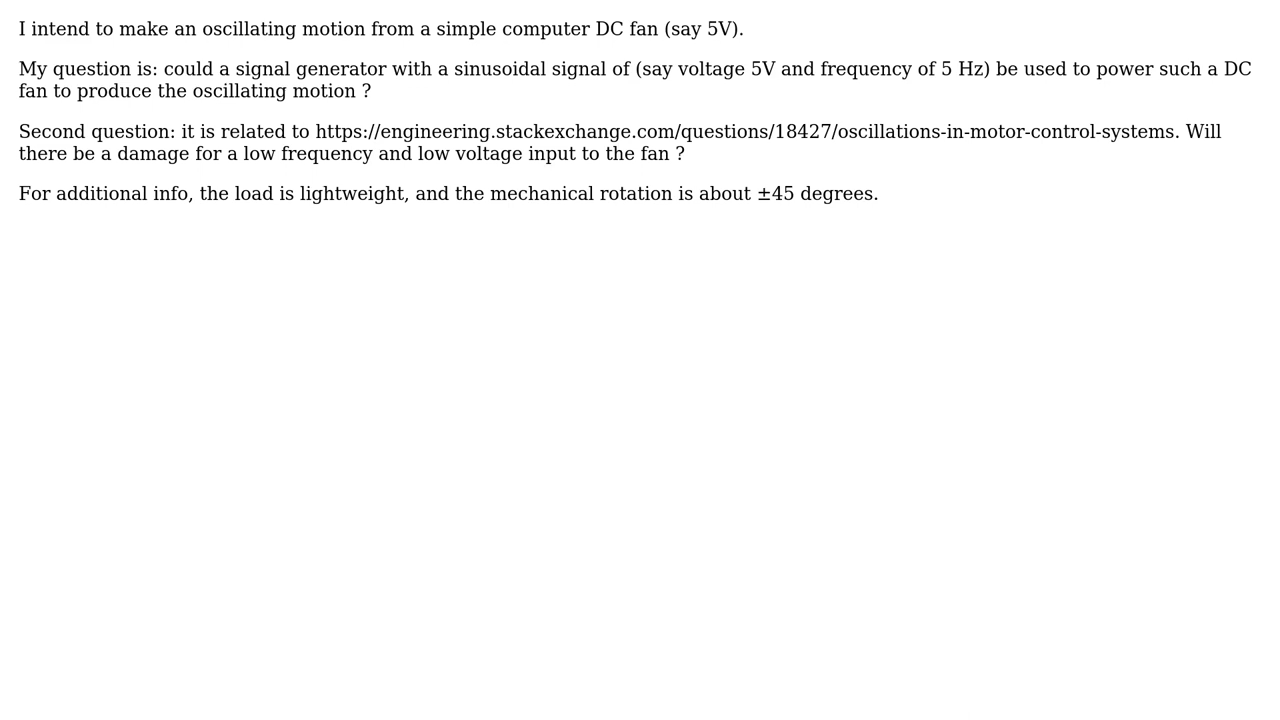 I intend to make an oscillating motion from a simple computer DC fan (say 5V).
My question is: could a signal generator with a sinusoidal signal of (say voltage 5V and frequency of 5 Hz) be used to power such a DC
fan to produce the oscillating motion ?
Second question: it is related to https://engineering.stackexchange.com/questions/18427/oscillations-in-motor-control-systems. Will
there be a damage for a low frequency and low voltage input to the fan ?
For additional info, the load is lightweight, and the mechanical rotation is about ±45 degrees.